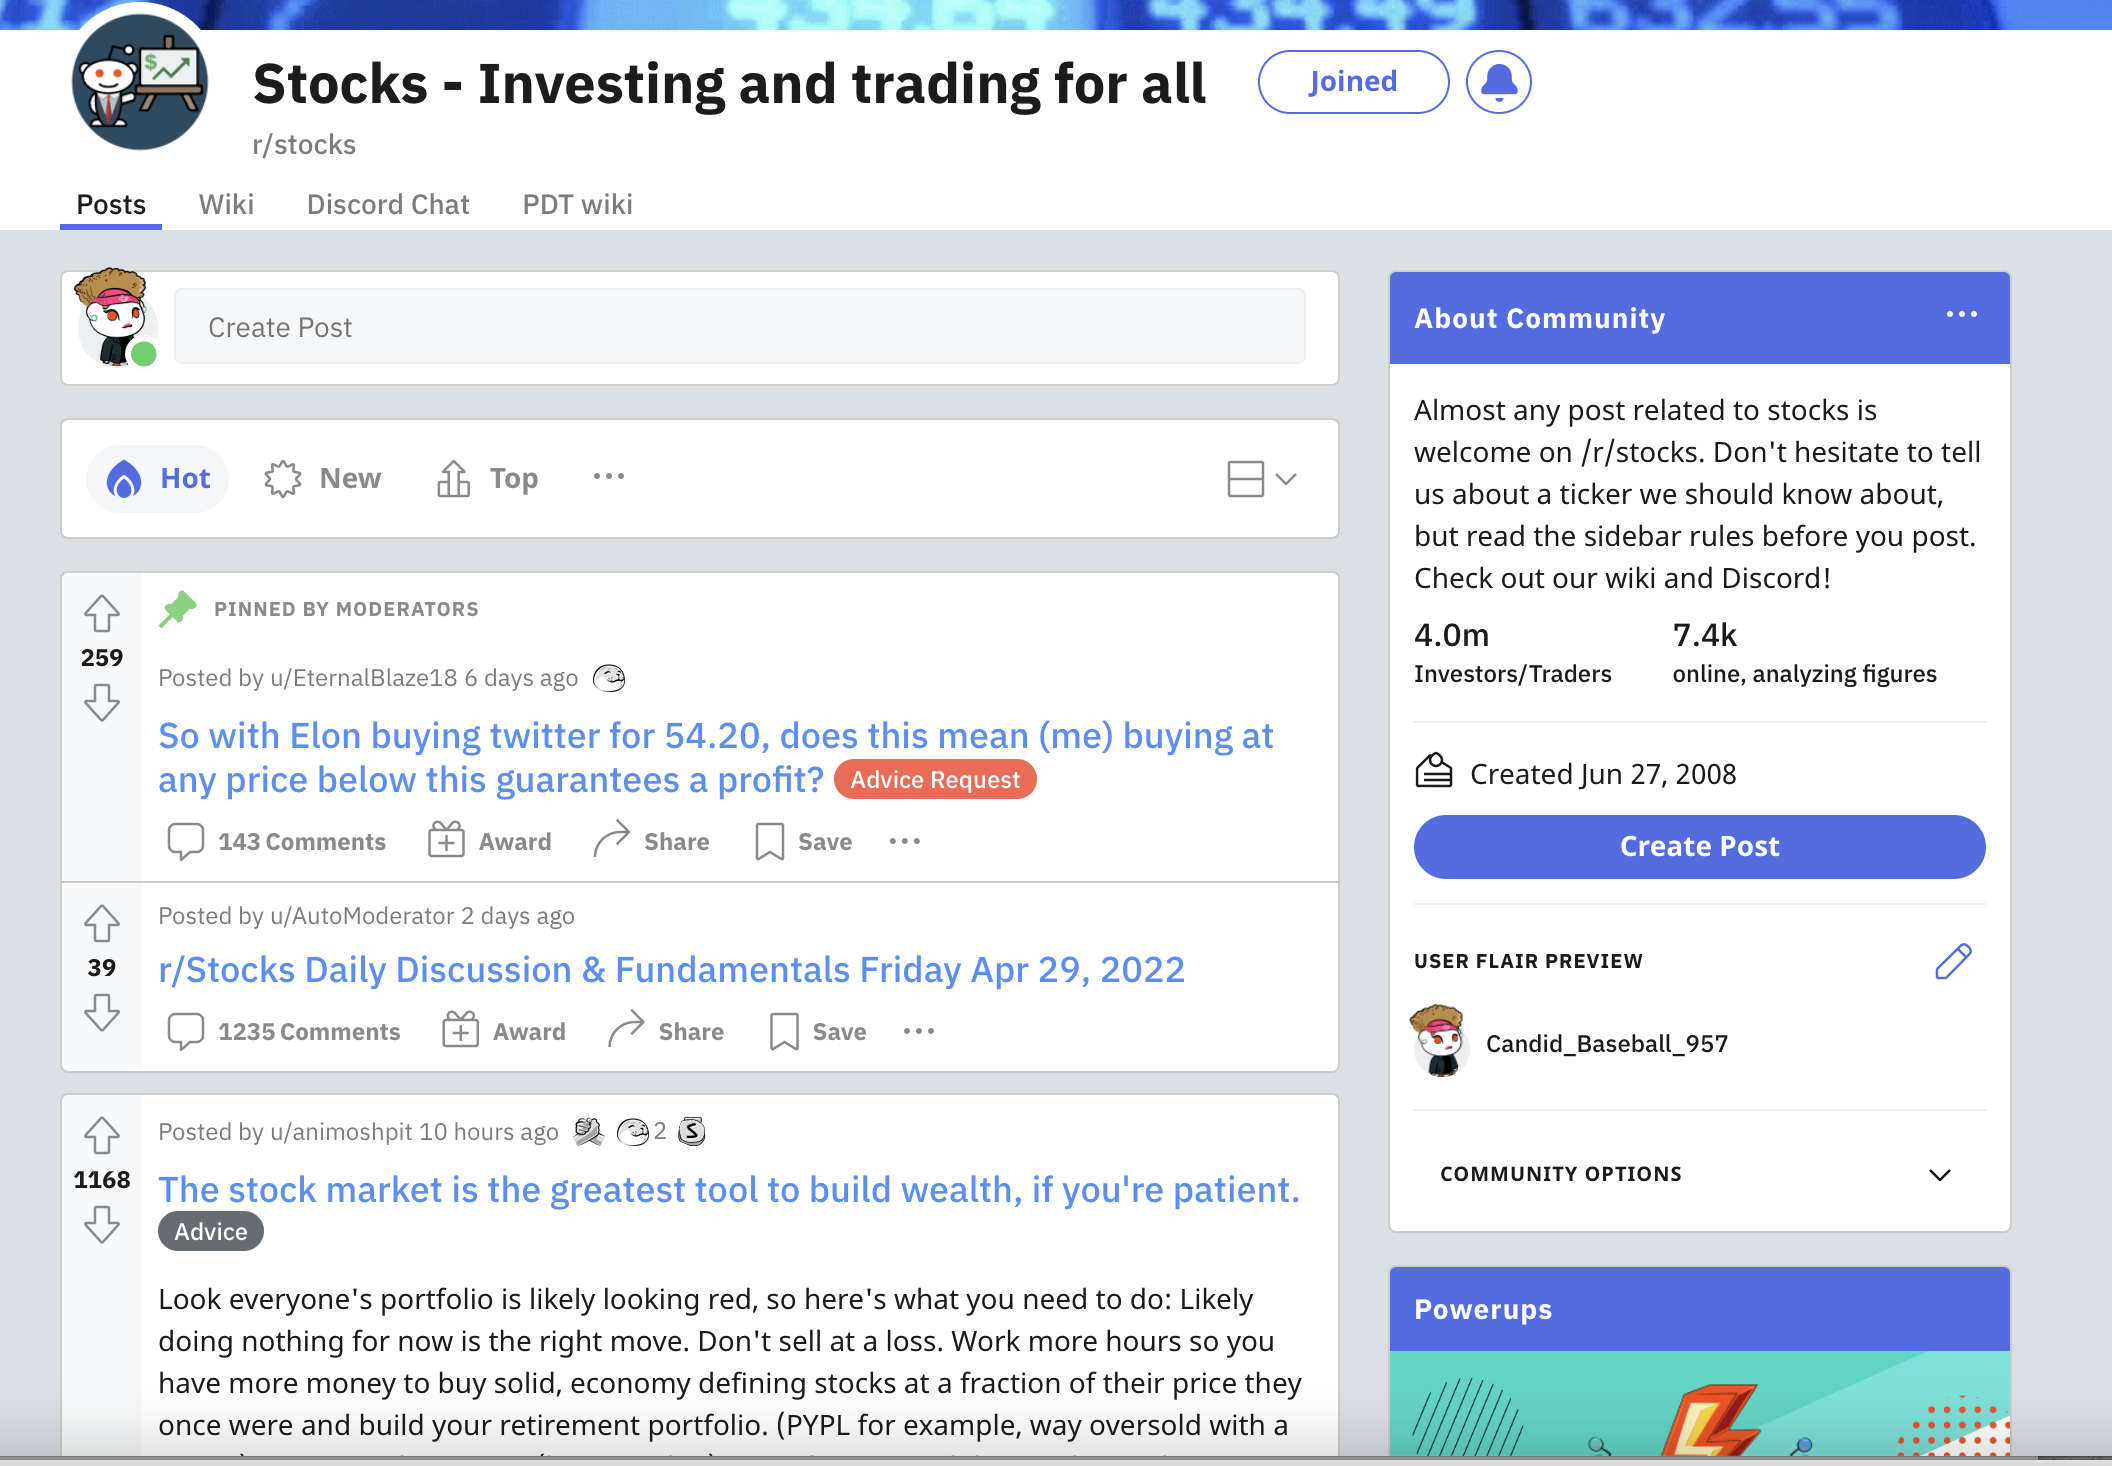 434.84 434.49 632.55
$
Stocks - Investing and trading for all
Joined
r/stocks
Posts Wiki Discord Chat PDT wiki
Create Post
Hot New Top ...
PINNED BY MODERATORS
259
Posted by u/EternalBlaze18 6 days ago
So with Elon buying twitter for 54.20, does this mean (me) buying at
any price below this guarantees a profit? Advice Request
143 Comments Award Share Save ...
Posted by u/AutoModerator 2 days ago
39
r/Stocks Daily Discussion & Fundamentals Friday Apr 29, 2022
1235 Comments Award Share Save ...
Posted by u/animoshpit 10 hours ago 2 S
1168
The stock market is the greatest tool to build wealth, if you're patient.
Advice
Look everyone's portfolio is likely looking red, so here's what you need to do: Likely
doing nothing for now is the right move. Don't sell at a loss. Work more hours so you
have more money to buy solid, economy defining stocks at a fraction of their price they
once were and build your retirement portfolio. (PYPL for example, way oversold with a
About Community ...
Almost any post related to stocks is
welcome on /r/stocks. Don't hesitate to tell
us about a ticker we should know about,
but read the sidebar rules before you post.
Check out our wiki and Discord!
4.0m 7.4k
Investors/Traders online, analyzing figures
Created Jun 27, 2008
Create Post
USER FLAIR PREVIEW
Candid_Baseball_957
COMMUNITY OPTIONS
Powerups